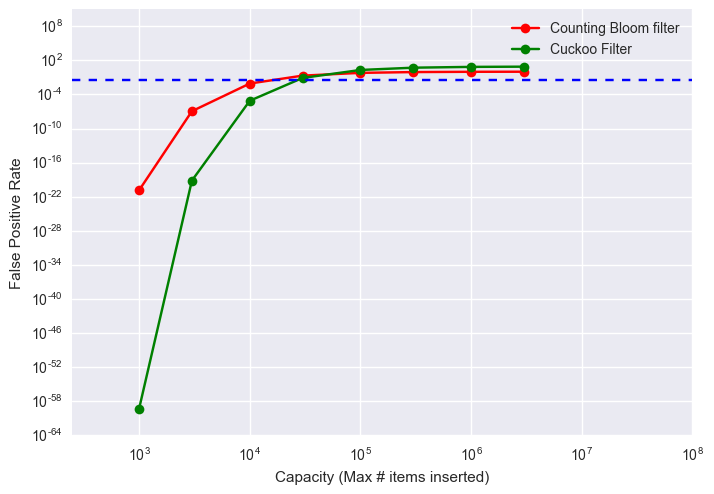 Counting Bloom filter
Cuckoo Filter
10^8
10^2
10^-4
10^-10
10^-16
10^-22
10^-28
10^-34
10^-40
10^-46
10^-52
10^-58
10^-64
False Positive Rate
10^3 10^4 10^5 10^6 10^7 10^8
Capacity (Max # items inserted)